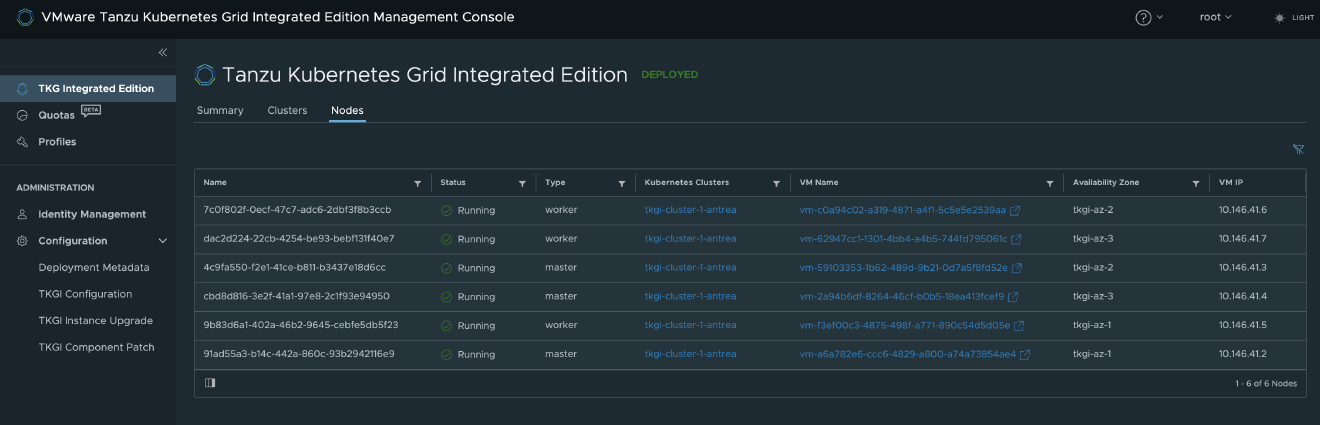 VMware Tanzu Kubernetes Grid Integrated Edition Management Console
root
LIGHT
TKG Integrated Edition
Quotas BETA
Profiles
ADMINISTRATION
Identity Management
Configuration
Deployment Metadata
TKGI Configuration
TKGI Instance Upgrade
TKGI Component Patch
Tanzu Kubernetes Grid Integrated Edition DEPLOYED
Summary Clusters Nodes
Name Status Type Kubernetes Clusters VM Name Availability Zone VM IP
7c0f802f-0ecf-47c7-adc6-2dbf3f8b3ccb Running worker tkgi-cluster-1-antrea vm-c0a94c02-a319-4871-a4f1-5c5e5e2539aa tkgi-az-2 10.146.41.6
dac2d224-22cb-4254-be93-bebf131f40e7 Running worker tkgi-cluster-1-antrea vm-62947cc1-1301-4bb4-a4b5-744fd795061c tkgi-az-3 10.146.41.7
4c9fa550-f2e1-41ce-b811-b3437e18d6cc Running master tkgi-cluster-1-antrea vm-59103353-1b62-489d-9b21-0d7a5f8fd52e tkgi-az-2 10.146.41.3
cbd8d816-3e2f-41a1-97e8-2c1f93e94950 Running master tkgi-cluster-1-antrea vm-2a94b6df-8264-46cf-b0b5-18ea413fcef9 tkgi-az-3 10.146.41.4
9b83d6a1-402a-46b2-9645-cebfe5db5f23 Running worker tkgi-cluster-1-antrea vm-f3ef00c3-4875-498f-a771-890c54d5d05e tkgi-az-1 10.146.41.5
91ad55a3-b14c-442a-860c-93b2942116e9 Running master tkgi-cluster-1-antrea vm-a6a782e6-ccc6-4829-a800-a74a73854ae4 tkgi-az-1 10.146.41.2
1 - 6 of 6 Nodes